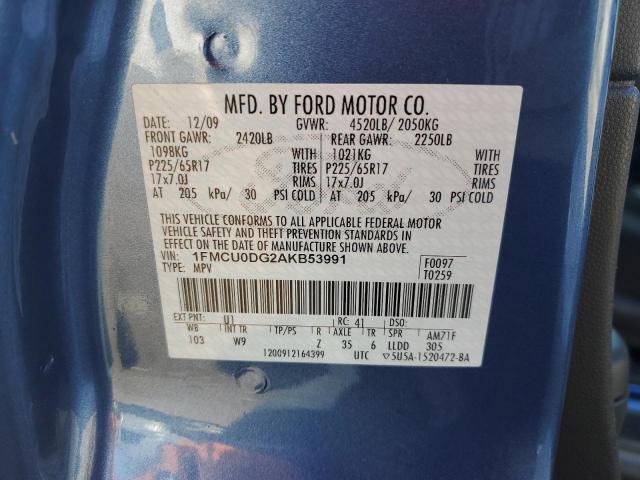 MFD. BY FORD MOTOR CO.
DATE: 12/09 GVWR: 4520LB/ 2050KG
FRONT GAWR: 2420LB REAR GAWR: 2250LB
1098KG WITH 1021KG WITH
P225/65R17 TIRES P225/65R17 TIRES
17x7.0J RIMS 17x7.0J RIMS
AT 205 kPa/ 30 PSI COLD AT 205 kPa/ 30 PSI COLD
THIS VEHICLE CONFORMS TO ALL APPLICABLE FEDERAL MOTOR
VEHICLE SAFETY AND THEFT PREVENTION STANDARDS IN
EFFECT ON THE DATE OF MANUFACTURE SHOWN ABOVE.
VIN: 1FMCU0DG2AKB53991 F0097
TYPE: MPV T0259
EXT PNT: U1 RC: 41 DSO:
WB INT TR TP/PS R AXLE TR SPR AM71F
103 W9 Z 35 6 LLDD 305
1200912164399 UTC ▽5U5A-1520472-BA